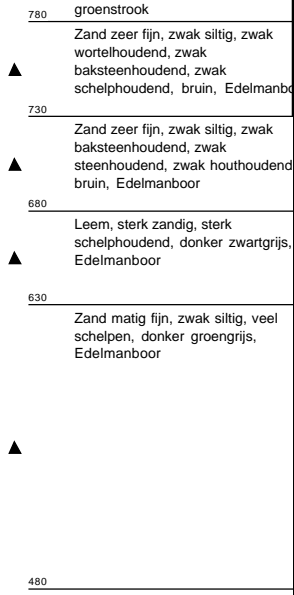 groenstrook
780
Zand zeer fijn, zwak siltig, zwak
wortelhoudend, zwak
baksteenhoudend, zwak
schelphoudend, bruin, Edelmanbo
730
Zand zeer fijn, zwak siltig, zwak
baksteenhoudend, zwak
steenhoudend, zwak houthoudend
bruin, Edelmanboor
680
Leem, sterk zandig, sterk
schelphoudend, donker zwartgrijs,
Edelmanboor
630
Zand matig fijn, zwak siltig, veel
schelpen, donker groengrijs,
Edelmanboor
480